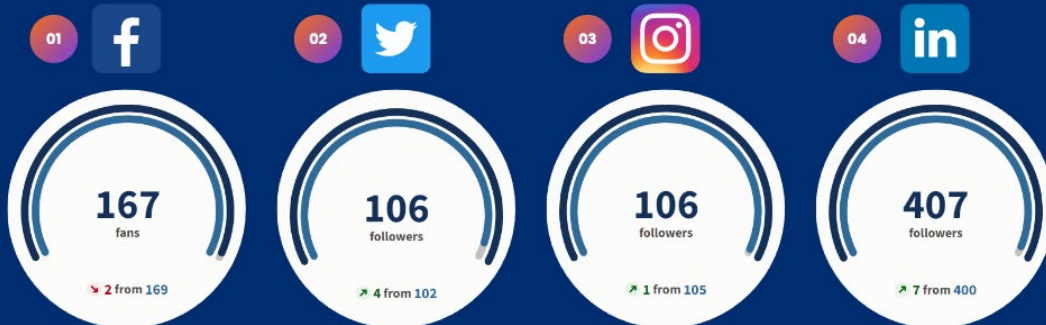 01
02
03
04
in
167
fans
2 from 169
106
followers
4 from 102
106
followers
1 from 105
407
followers
7 from 400